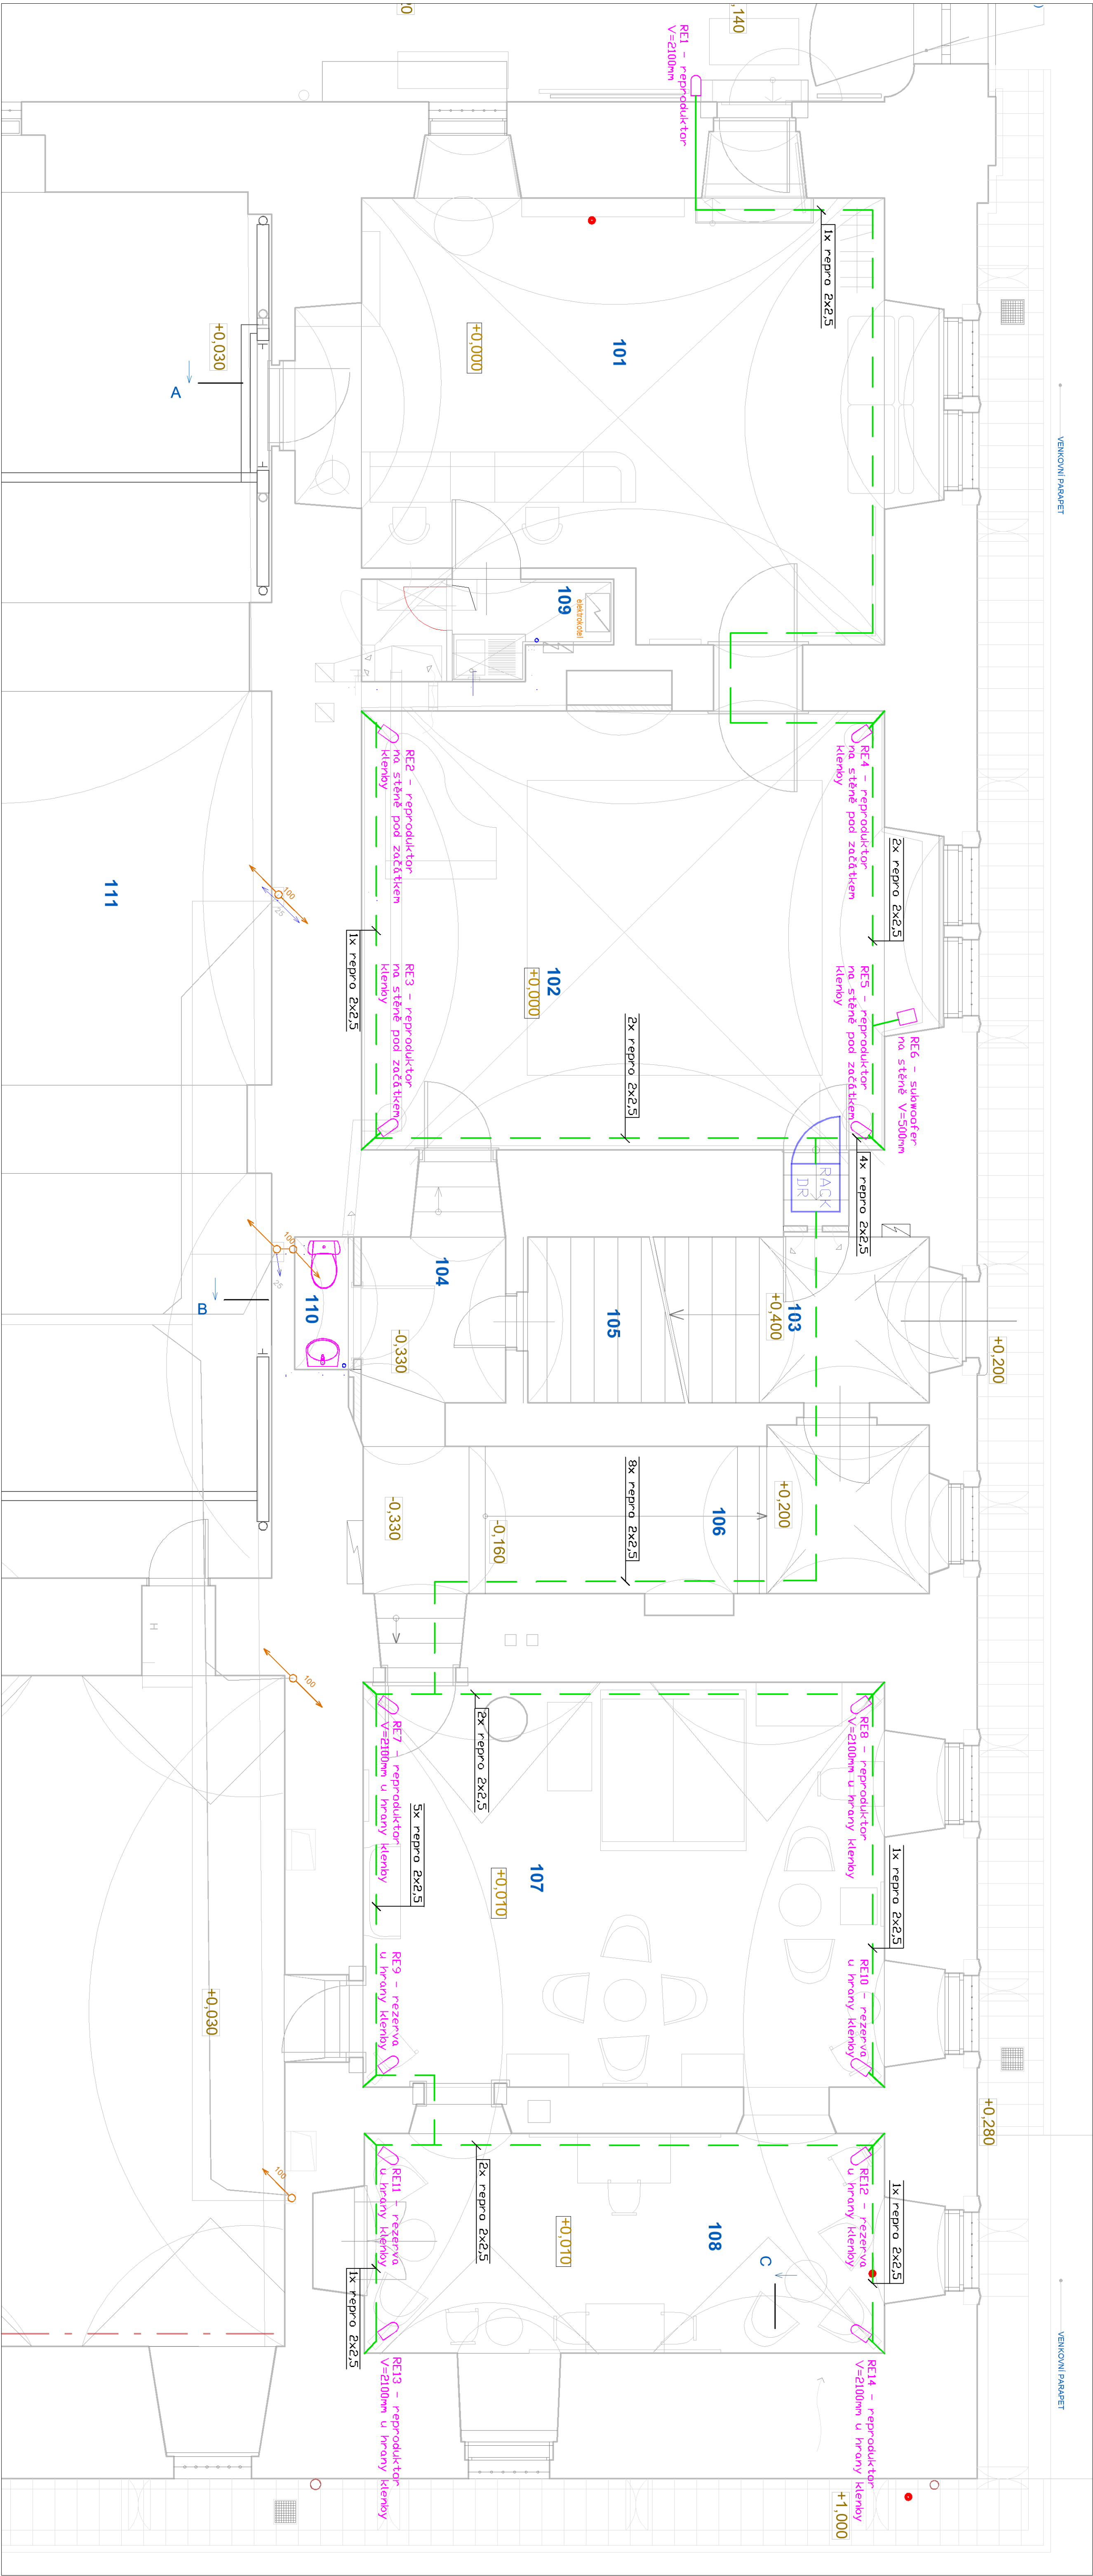 RE1 - reproduktor
V=2100mm
1x repro 2x2,5
101
+0,000
+0,030
A
VENKOVNÍ PARAPET
109
elektrokotel
RE4 - reproduktor
na stěně pod začátkem
klenby
2x repro 2x2,5
RE2 - reproduktor
na stěně pod začátkem
klenby
1x repro 2x2,5
111
100
25
102
+0,000
RE5 - reproduktor
na stěně pod začátkem
klenby
RE6 - subwoofer
na stěně V=500mm
RE3 - reproduktor
na stěně pod začátkem
klenby
2x repro 2x2,5
4x repro 2x2,5
RACK
DR
103
+0,400
+0,200
104
105
110
-0,330
B
100
25
106
+0,200
8x repro 2x2,5
-0,160
-0,330
H
100
RE8 - reproduktor
V=2100mm u hrany klenby
RE7 - reproduktor
V=2100mm u hrany klenby
2x repro 2x2,5
5x repro 2x2,5
1x repro 2x2,5
107
+0,010
RE10 - rezerva
u hrany klenby
RE9 - rezerva
u hrany klenby
+0,030
+0,280
100
RE12 - rezerva
u hrany klenby
1x repro 2x2,5
2x repro 2x2,5
RE11 - rezerva
u hrany klenby
1x repro 2x2,5
108
+0,010
C
RE14 - reproduktor
V=2100mm u hrany klenby
RE13 - reproduktor
V=2100mm u hrany klenby
VENKOVNÍ PARAPET
+1,000